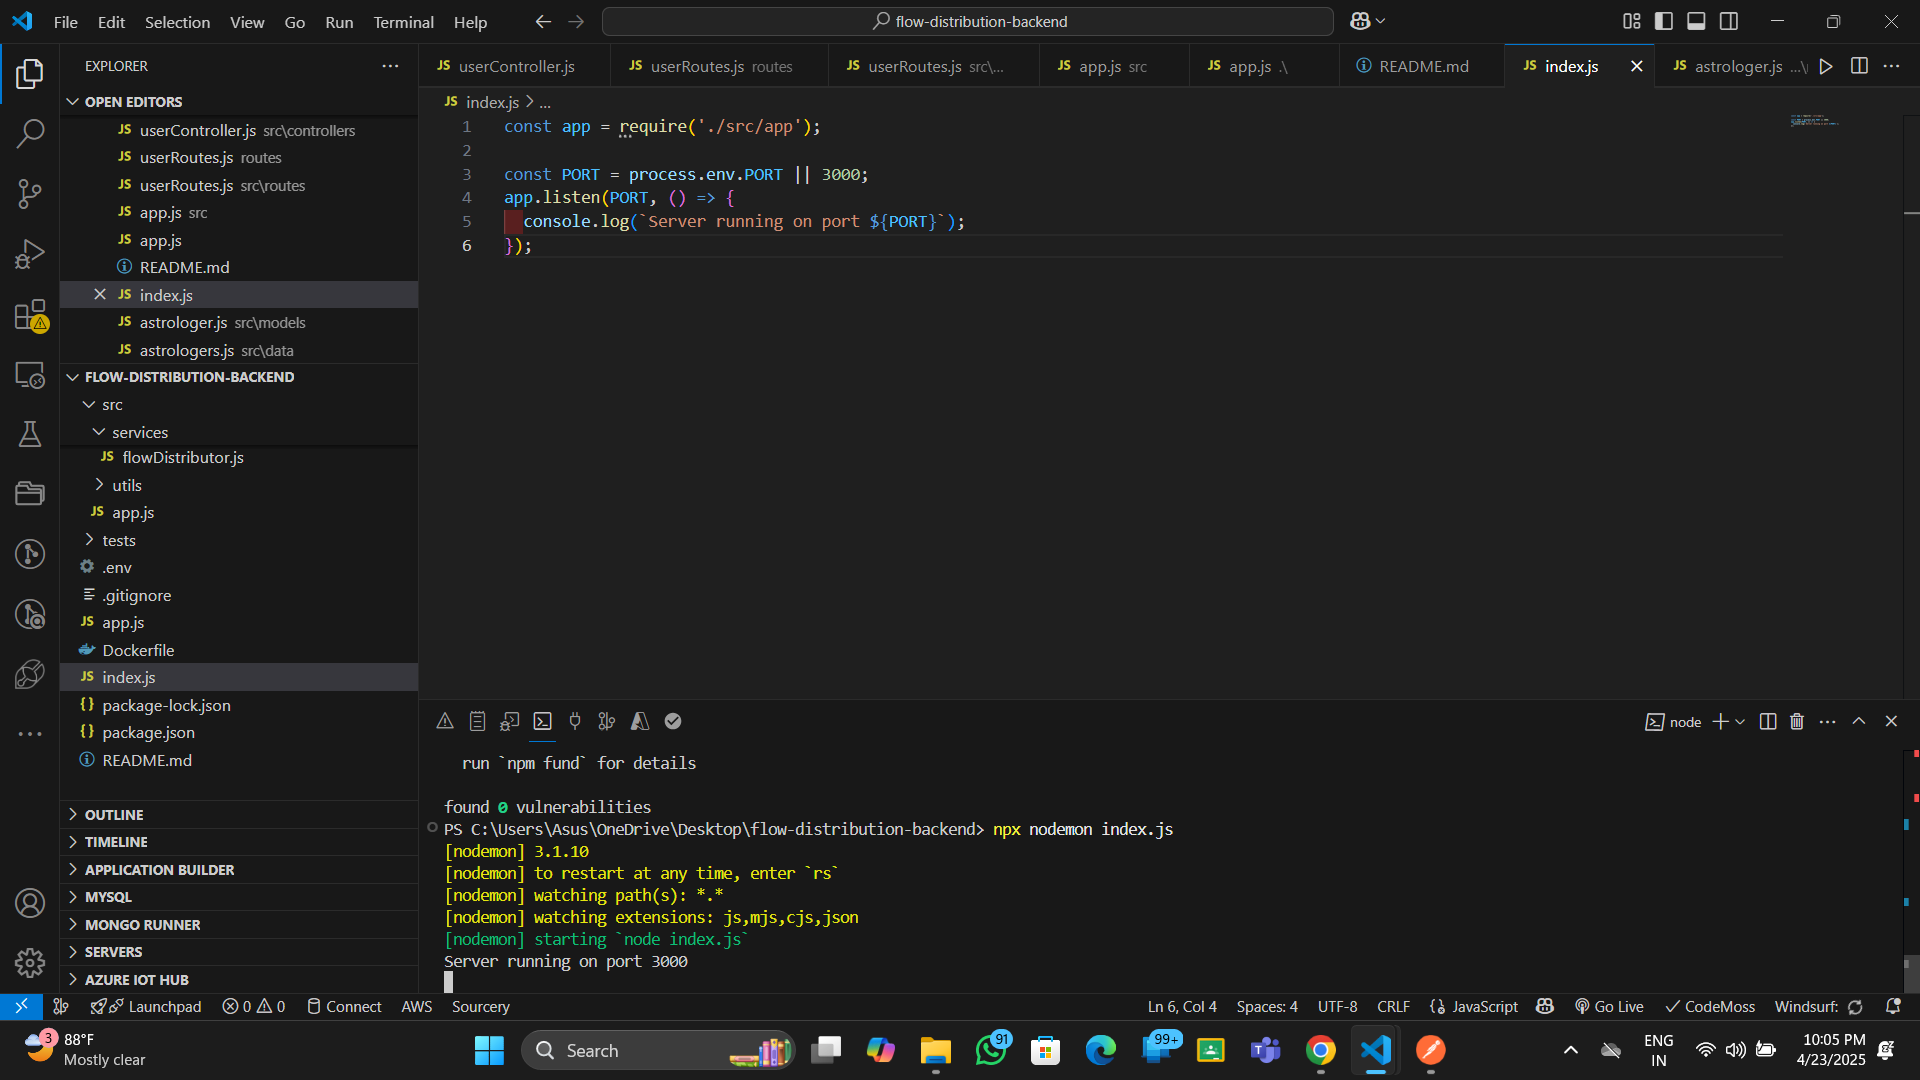 File Edit Selection View Go Run Terminal Help
flow-distribution-backend
EXPLORER
OPEN EDITORS
JS userController.js src\controllers
JS userRoutes.js routes
JS userRoutes.js src\routes
JS app.js src
JS app.js
README.md
JS index.js
JS astrologer.js src\models
JS astrologers.js src\data
FLOW-DISTRIBUTION-BACKEND
src
services
JS flowDistributor.js
utils
JS app.js
tests
.env
.gitignore
JS app.js
Dockerfile
JS index.js
{} package-lock.json
{} package.json
README.md
OUTLINE
TIMELINE
APPLICATION BUILDER
MYSQL
MONGO RUNNER
SERVERS
AZURE IOT HUB
JS userController.js JS userRoutes.js routes JS userRoutes.js src\... JS app.js src JS app.js .\ README.md JS index.js JS astrologer.js ...\
JS index.js > ...
1 const app = require('./src/app');
2
3 const PORT = process.env.PORT || 3000;
4 app.listen(PORT, () => {
5 console.log(`Server running on port ${PORT}`);
6 });
node
run `npm fund` for details
found 0 vulnerabilities
PS C:\Users\Asus\OneDrive\Desktop\flow-distribution-backend> npx nodemon index.js
[nodemon] 3.1.10
[nodemon] to restart at any time, enter `rs`
[nodemon] watching path(s): *.*
[nodemon] watching extensions: js,mjs,cjs,json
[nodemon] starting `node index.js`
Server running on port 3000
Launchpad 0 0 Connect AWS Sourcery Ln 6, Col 4 Spaces: 4 UTF-8 CRLF {} JavaScript Go Live CodeMoss Windsurf:
3
88°F
Mostly clear
Search
91
99+
ENG
IN
10:05 PM
4/23/2025